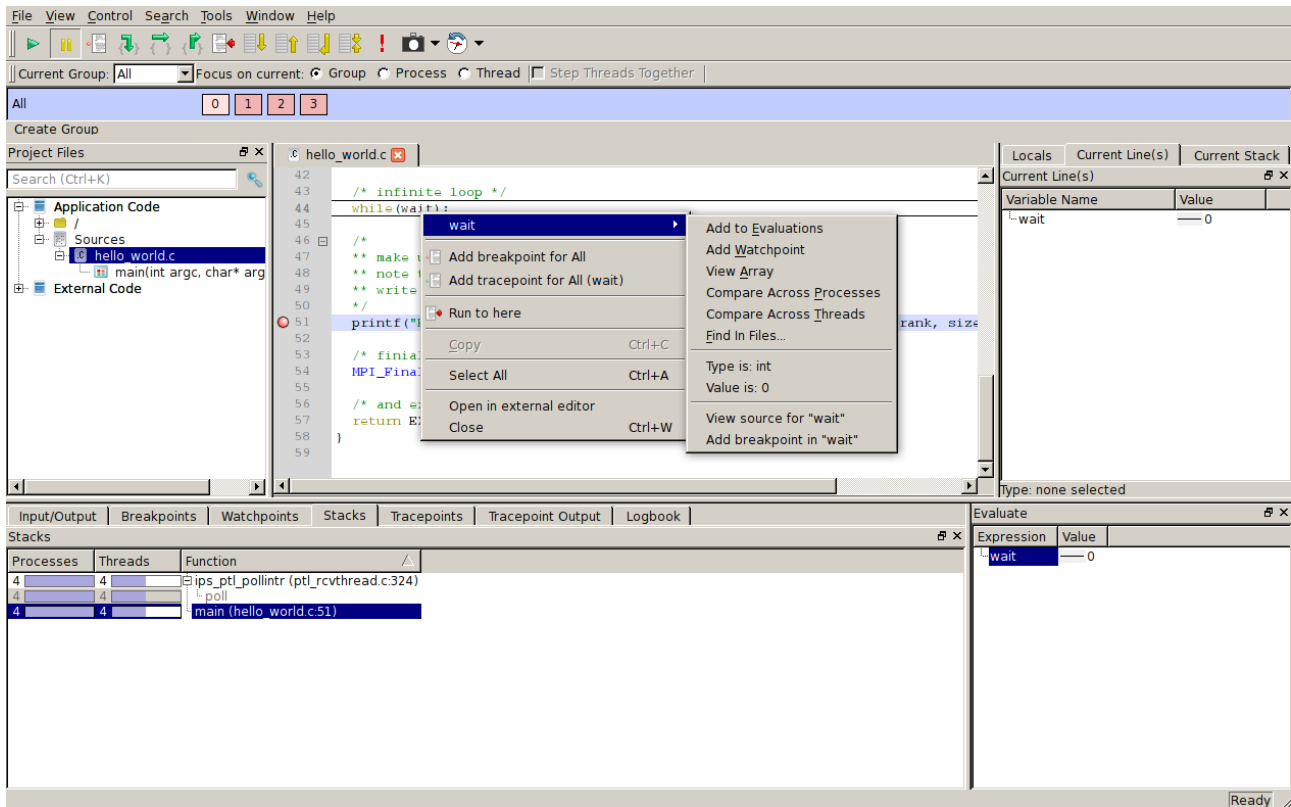 File View Control Search Tools Window Help
Current Group: All Focus on current: Group Process Thread Step Threads Together
All 0 1 2 3
Create Group
Project Files
Search (Ctrl+K)
Application Code
/
Sources
hello_world.c
main(int argc, char* arg
External Code
hello_world.c
42
43 /* infinite loop */
44 while(wait);
45
46 /*
47 ** make
48 ** note
49 ** write
50 */
51 printf(" rank, size
52
53 /* finial
54 MPI_Final
55
56 /* and
57 return
58 }
59
wait
Add breakpoint for All
Add tracepoint for All (wait)
Run to here
Copy Ctrl+C
Select All Ctrl+A
Open in external editor
Close Ctrl+W
Add to Evaluations
Add Watchpoint
View Array
Compare Across Processes
Compare Across Threads
Find In Files...
Type is: int
Value is: 0
View source for "wait"
Add breakpoint in "wait"
Locals Current Line(s) Current Stack
Current Line(s)
Variable Name Value
wait 0
Type: none selected
Input/Output Breakpoints Watchpoints Stacks Tracepoints Tracepoint Output Logbook
Stacks
Processes Threads Function
4 4 ips_ptl_pollintr (ptl_rcvthread.c:324)
4 4 poll
4 4 main (hello_world.c:51)
Evaluate
Expression Value
wait 0
Ready